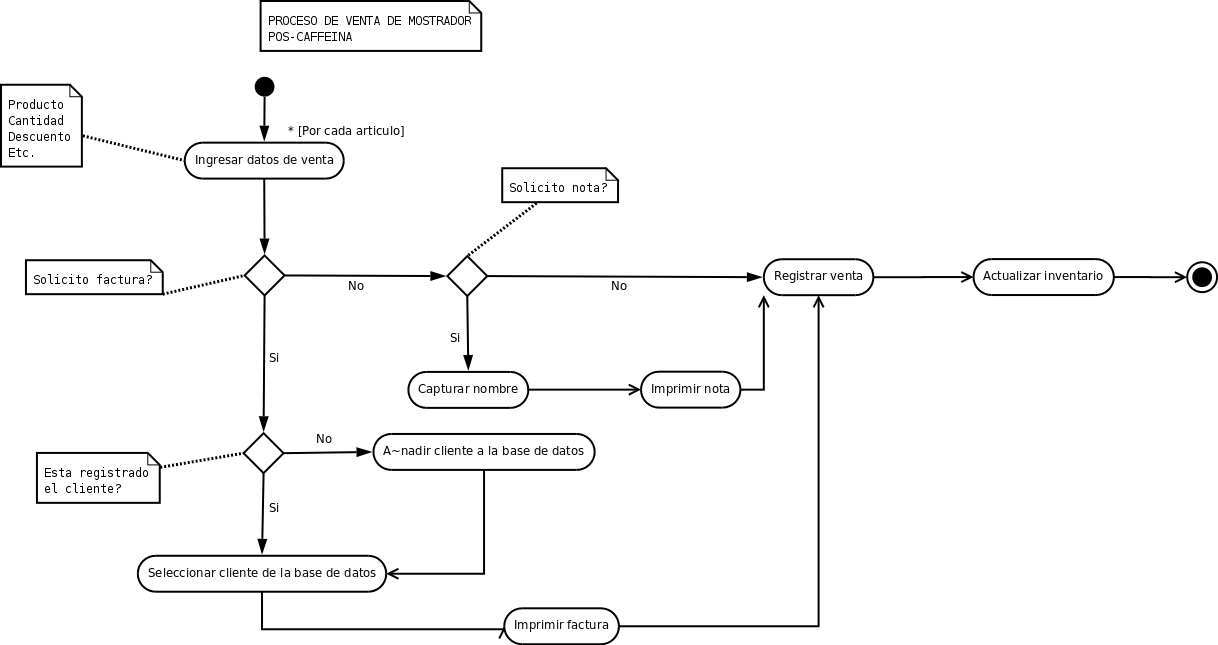 PROCESO DE VENTA DE MOSTRADOR
POS-CAFFEINA
Producto
Cantidad
Descuento
Etc.
* [Por cada articulo]
Ingresar datos de venta
Solicito nota?
Solicito factura?
No
No
Registrar venta
Actualizar inventario
Si
Si
Capturar nombre
Imprimir nota
Esta registrado
el cliente?
No
A~nadir cliente a la base de datos
Si
Seleccionar cliente de la base de datos
Imprimir factura